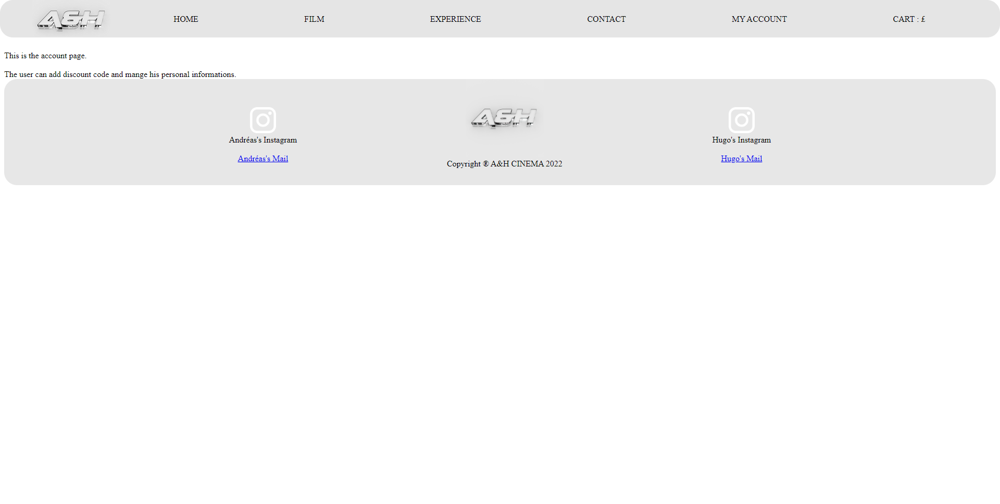 A&H HOME FILM EXPERIENCE CONTACT MY ACCOUNT CART : £
This is the account page.
The user can add discount code and mange his personal informations.
A&H
Andréas's Instagram Hugo's Instagram
Andréas's Mail Hugo's Mail
Copyright ® A&H CINEMA 2022